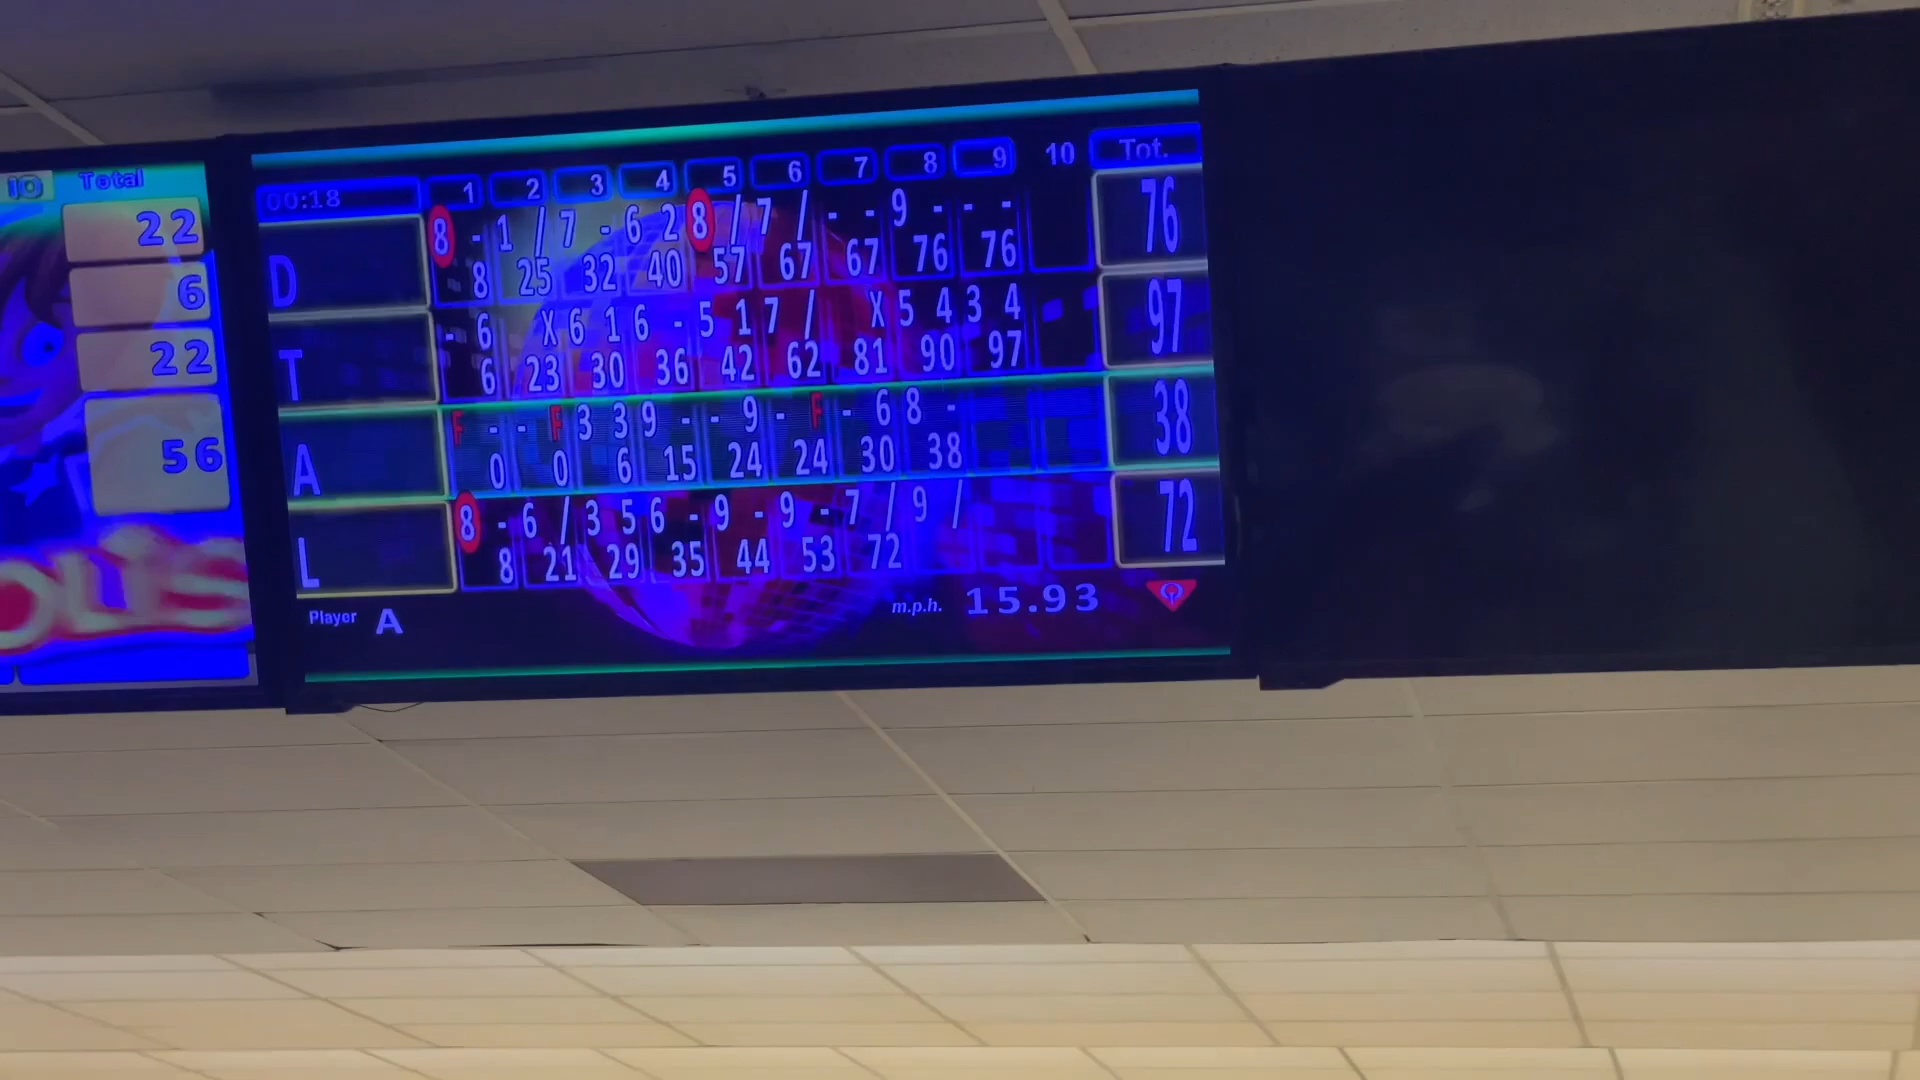 10 Total
22
6
22
56
OLIS
00:18 1 2 3 4 5 6 7 8 9 10 Tot.
8 - 1 / 7 - 6 2 8 / 7 / - - 9 - - - 76
D 8 25 32 40 57 67 67 76 76
- 6 X 6 1 6 - 5 1 7 / X 5 4 3 4 97
T 6 23 30 36 42 62 81 90 97
F - - F 3 3 9 - - 9 - F - 6 8 - 38
A 0 0 6 15 24 24 30 38
8 - 6 / 3 5 6 - 9 - 9 - 7 / 9 / 72
L 8 21 29 35 44 53 72
Player A m.p.h. 15.93